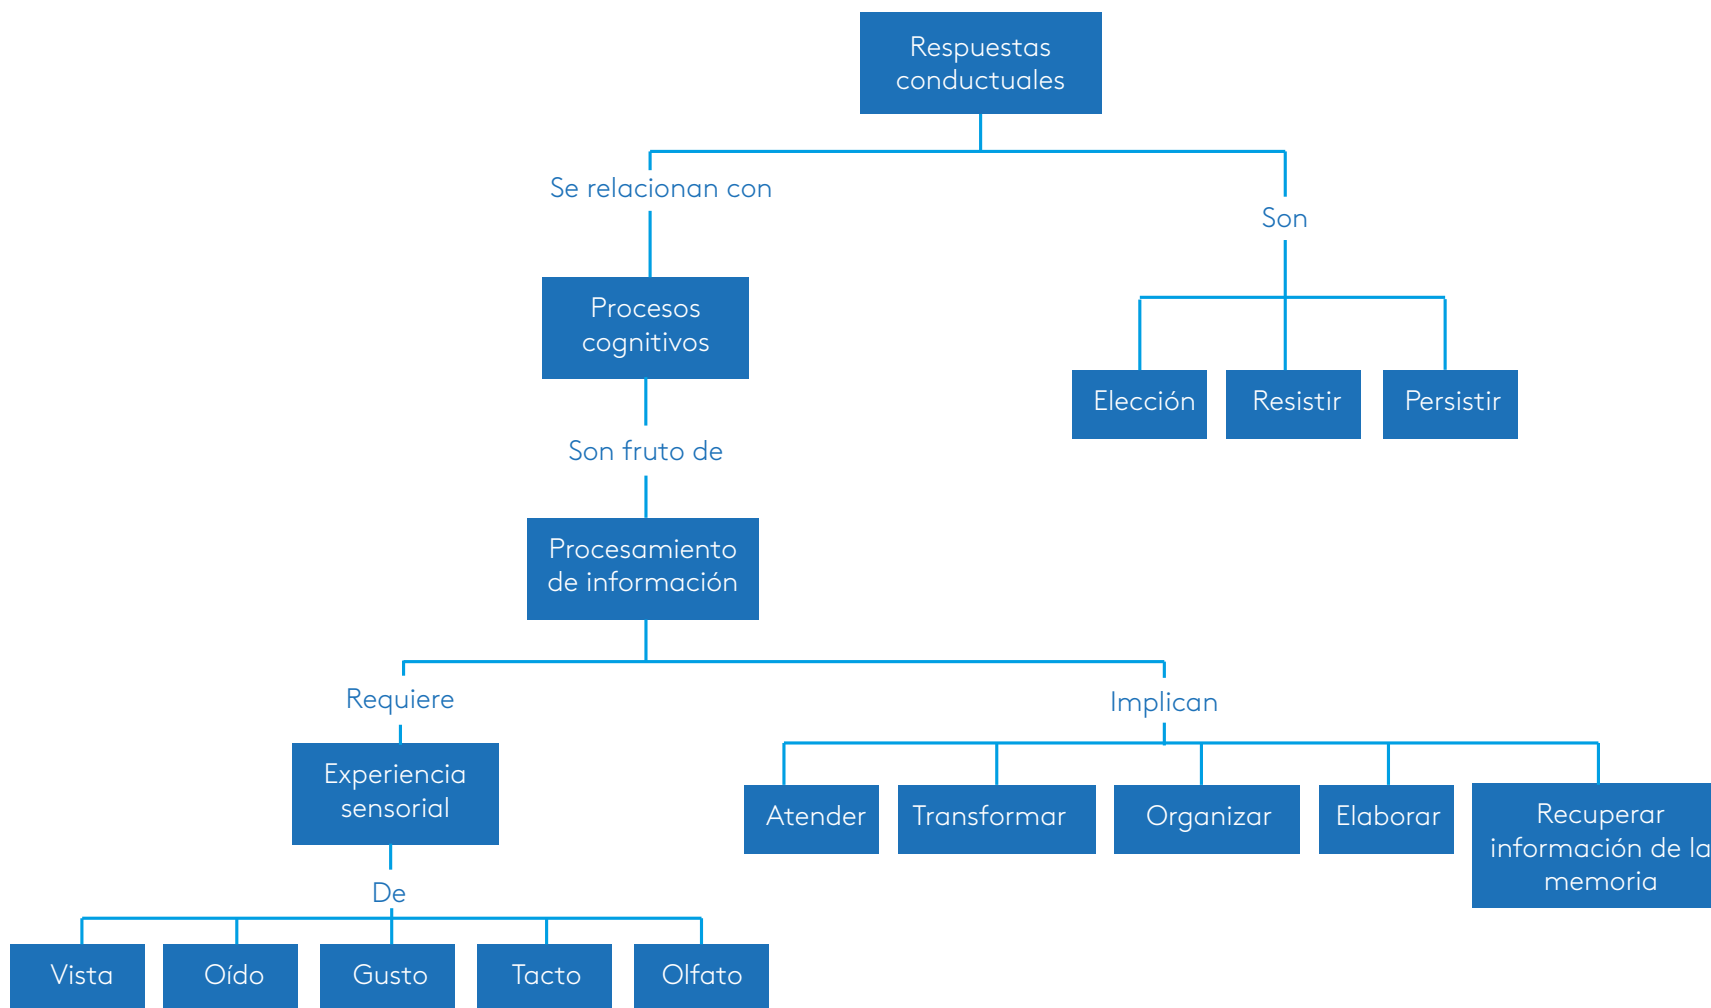 Respuestas
conductuales
Se relacionan con
Son
Procesos
cognitivos
Elección
Resistir
Persistir
Son fruto de
Procesamiento
de información
Requiere
Implican
Experiencia
sensorial
Atender
Transformar
Organizar
Elaborar
Recuperar
información de la
memoria
De
Vista
Oído
Gusto
Tacto
Olfato